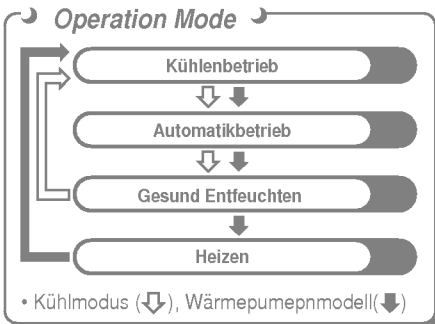 Operation Mode
Kühlenbetrieb
Automatikbetrieb
Gesund Entfeuchten
Heizen
• Kühlmodus (⇩), Wärmepumepnmodell(🡇)